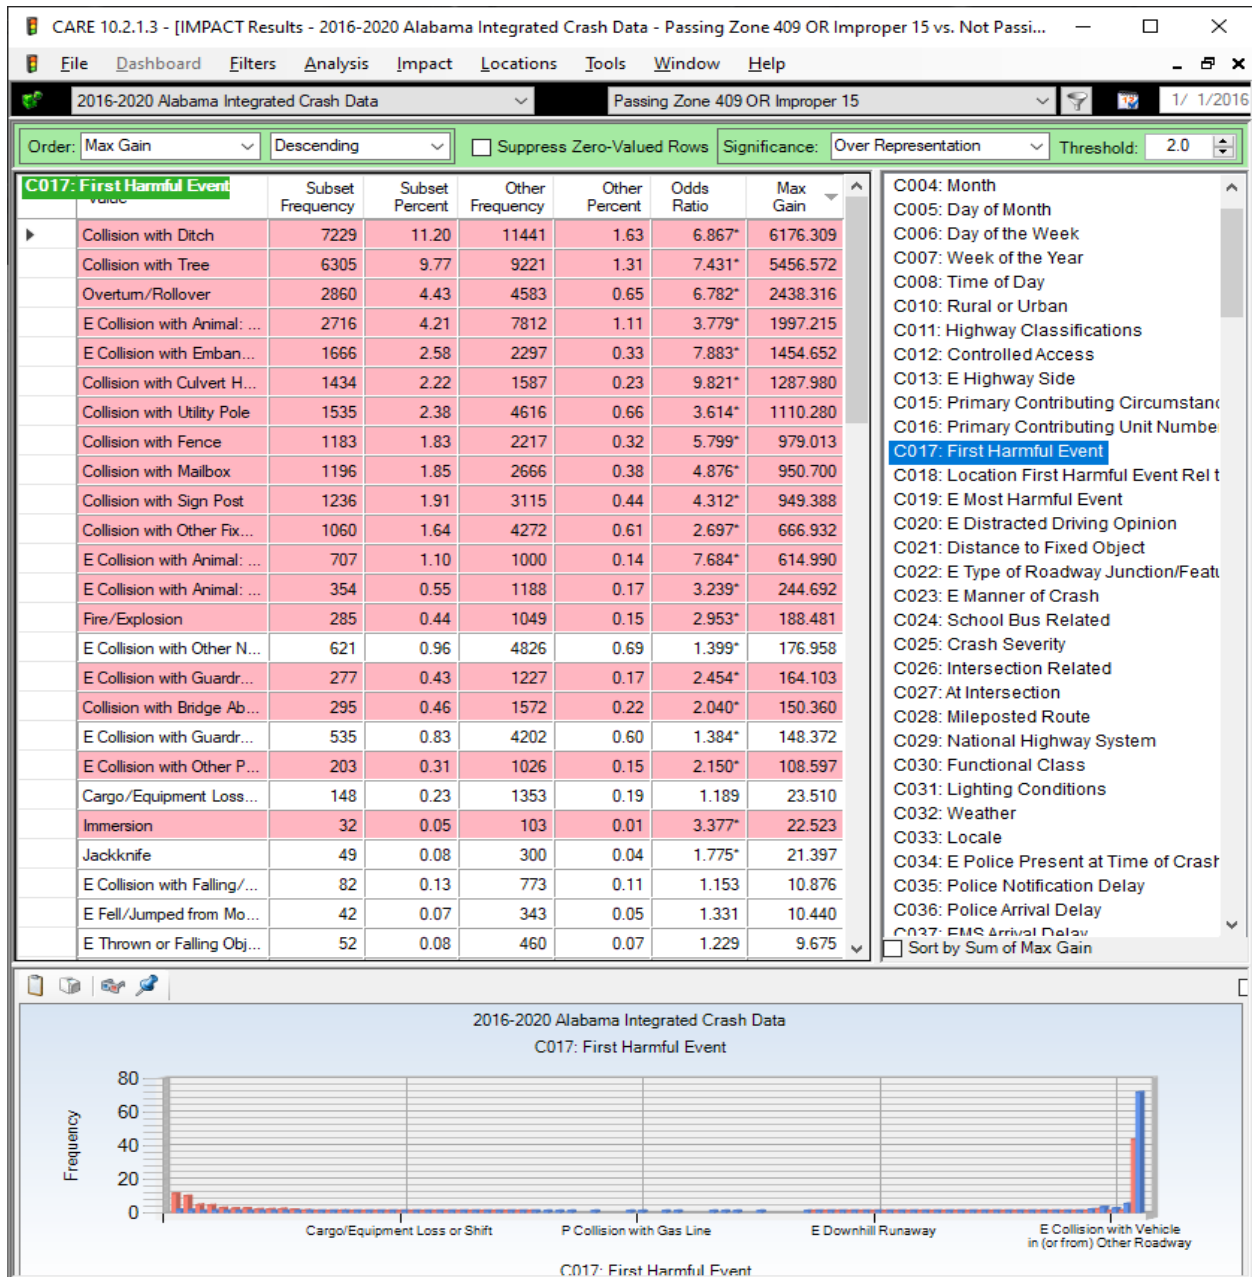 CARE 10.2.1.3 - [IMPACT Results - 2016-2020 Alabama Integrated Crash Data - Passing Zone 409 OR Improper 15 vs. Not Passi...
File Dashboard Filters Analysis Impact Locations Tools Window Help
2016-2020 Alabama Integrated Crash Data Passing Zone 409 OR Improper 15 1/ 1/2016
Order: Max Gain Descending Suppress Zero-Valued Rows Significance: Over Representation Threshold: 2.0
C017: First Harmful Event
Value Subset Frequency Subset Percent Other Frequency Other Percent Odds Ratio Max Gain
Collision with Ditch 7229 11.20 11441 1.63 6.867* 6176.309
Collision with Tree 6305 9.77 9221 1.31 7.431* 5456.572
Overturn/Rollover 2860 4.43 4583 0.65 6.782* 2438.316
E Collision with Animal: ... 2716 4.21 7812 1.11 3.779* 1997.215
E Collision with Emban... 1666 2.58 2297 0.33 7.883* 1454.652
Collision with Culvert H... 1434 2.22 1587 0.23 9.821* 1287.980
Collision with Utility Pole 1535 2.38 4616 0.66 3.614* 1110.280
Collision with Fence 1183 1.83 2217 0.32 5.799* 979.013
Collision with Mailbox 1196 1.85 2666 0.38 4.876* 950.700
Collision with Sign Post 1236 1.91 3115 0.44 4.312* 949.388
Collision with Other Fix... 1060 1.64 4272 0.61 2.697* 666.932
E Collision with Animal: ... 707 1.10 1000 0.14 7.684* 614.990
E Collision with Animal: ... 354 0.55 1188 0.17 3.239* 244.692
Fire/Explosion 285 0.44 1049 0.15 2.953* 188.481
E Collision with Other N... 621 0.96 4826 0.69 1.399* 176.958
E Collision with Guardr... 277 0.43 1227 0.17 2.454* 164.103
Collision with Bridge Ab... 295 0.46 1572 0.22 2.040* 150.360
E Collision with Guardr... 535 0.83 4202 0.60 1.384* 148.372
E Collision with Other P... 203 0.31 1026 0.15 2.150* 108.597
Cargo/Equipment Loss... 148 0.23 1353 0.19 1.189 23.510
Immersion 32 0.05 103 0.01 3.377* 22.523
Jackknife 49 0.08 300 0.04 1.775* 21.397
E Collision with Falling/... 82 0.13 773 0.11 1.153 10.876
E Fell/Jumped from Mo... 42 0.07 343 0.05 1.331 10.440
E Thrown or Falling Obj... 52 0.08 460 0.07 1.229 9.675
C004: Month
C005: Day of Month
C006: Day of the Week
C007: Week of the Year
C008: Time of Day
C010: Rural or Urban
C011: Highway Classifications
C012: Controlled Access
C013: E Highway Side
C015: Primary Contributing Circumstanc
C016: Primary Contributing Unit Numbe
C017: First Harmful Event
C018: Location First Harmful Event Rel t
C019: E Most Harmful Event
C020: E Distracted Driving Opinion
C021: Distance to Fixed Object
C022: E Type of Roadway Junction/Featu
C023: E Manner of Crash
C024: School Bus Related
C025: Crash Severity
C026: Intersection Related
C027: At Intersection
C028: Mileposted Route
C029: National Highway System
C030: Functional Class
C031: Lighting Conditions
C032: Weather
C033: Locale
C034: E Police Present at Time of Crash
C035: Police Notification Delay
C036: Police Arrival Delay
C037: EMS Arrival Delay
Sort by Sum of Max Gain
2016-2020 Alabama Integrated Crash Data
C017: First Harmful Event
Frequency
80
60
40
20
0
Cargo/Equipment Loss or Shift P Collision with Gas Line E Downhill Runaway E Collision with Vehicle
in (or from) Other Roadway
C017: First Harmful Event